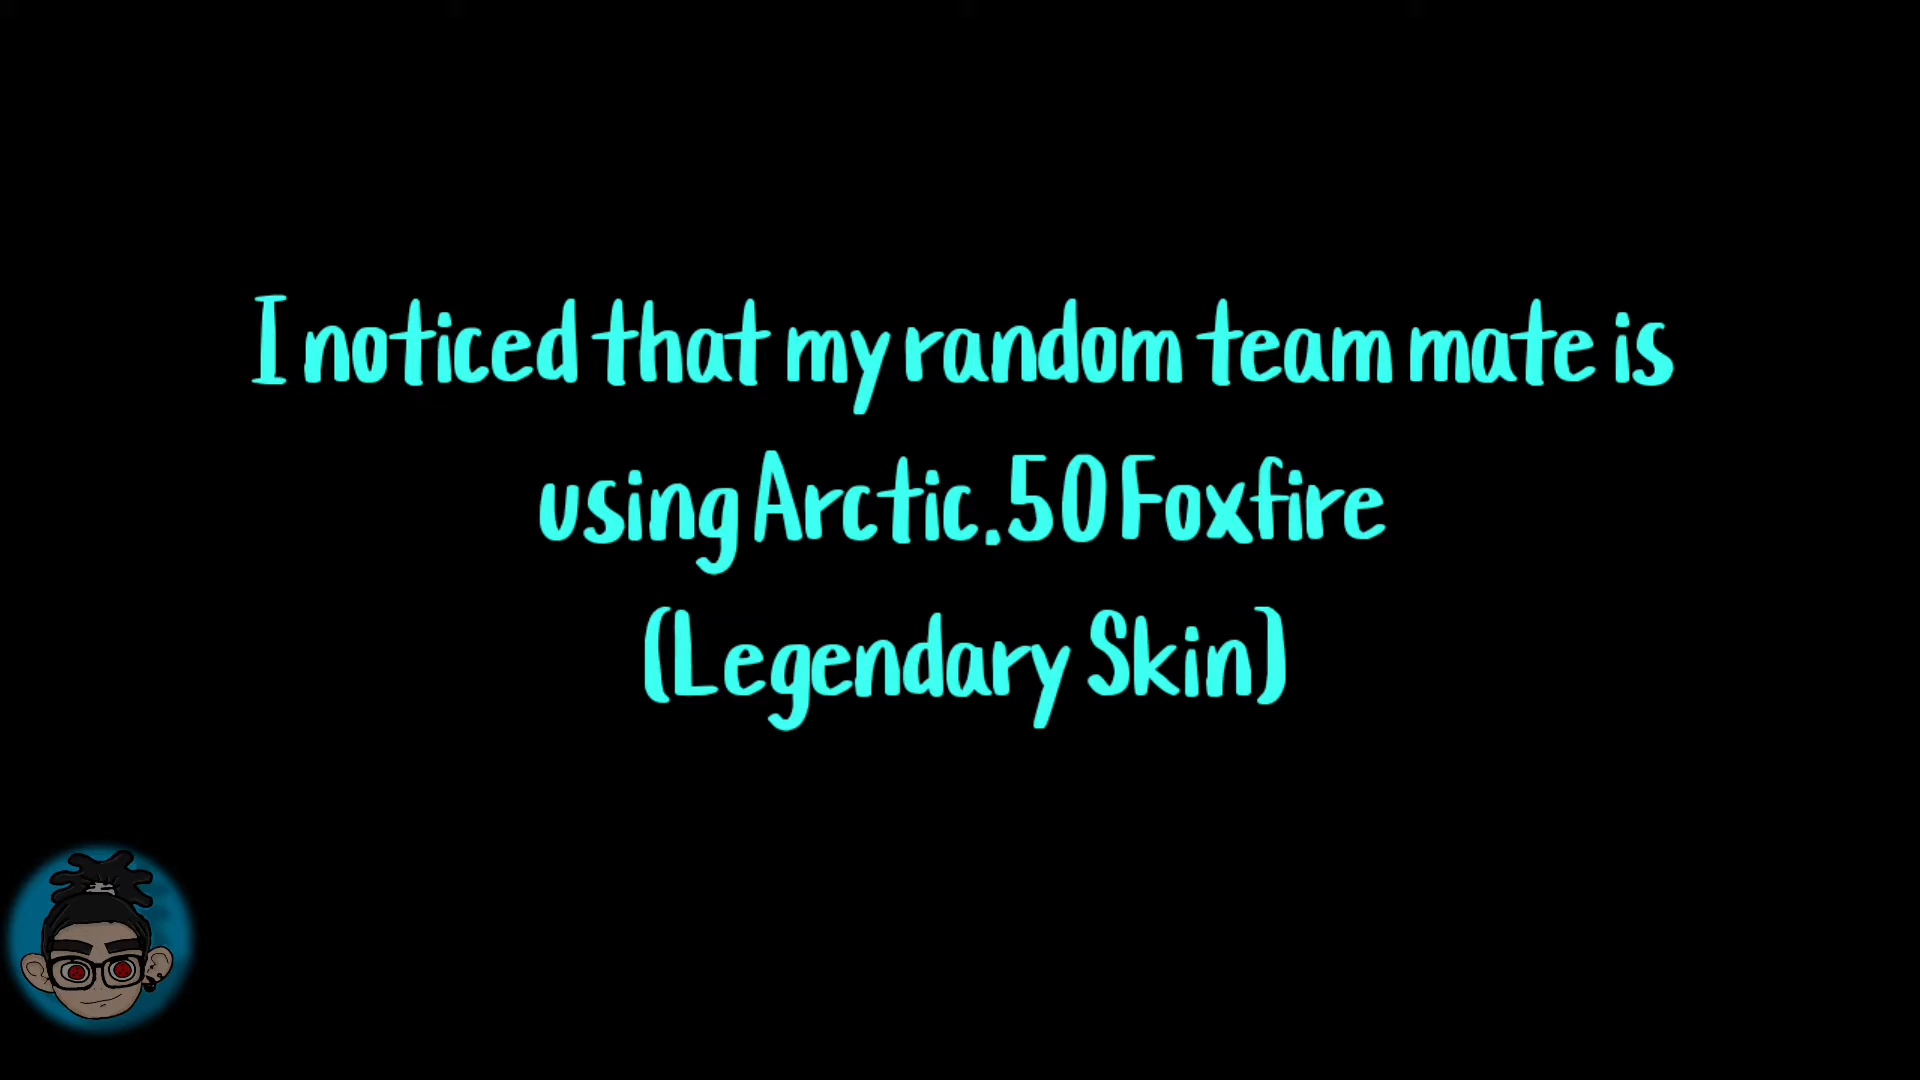 I noticed that my random team mate is
using Arctic.50 Foxfire
(Legendary Skin)